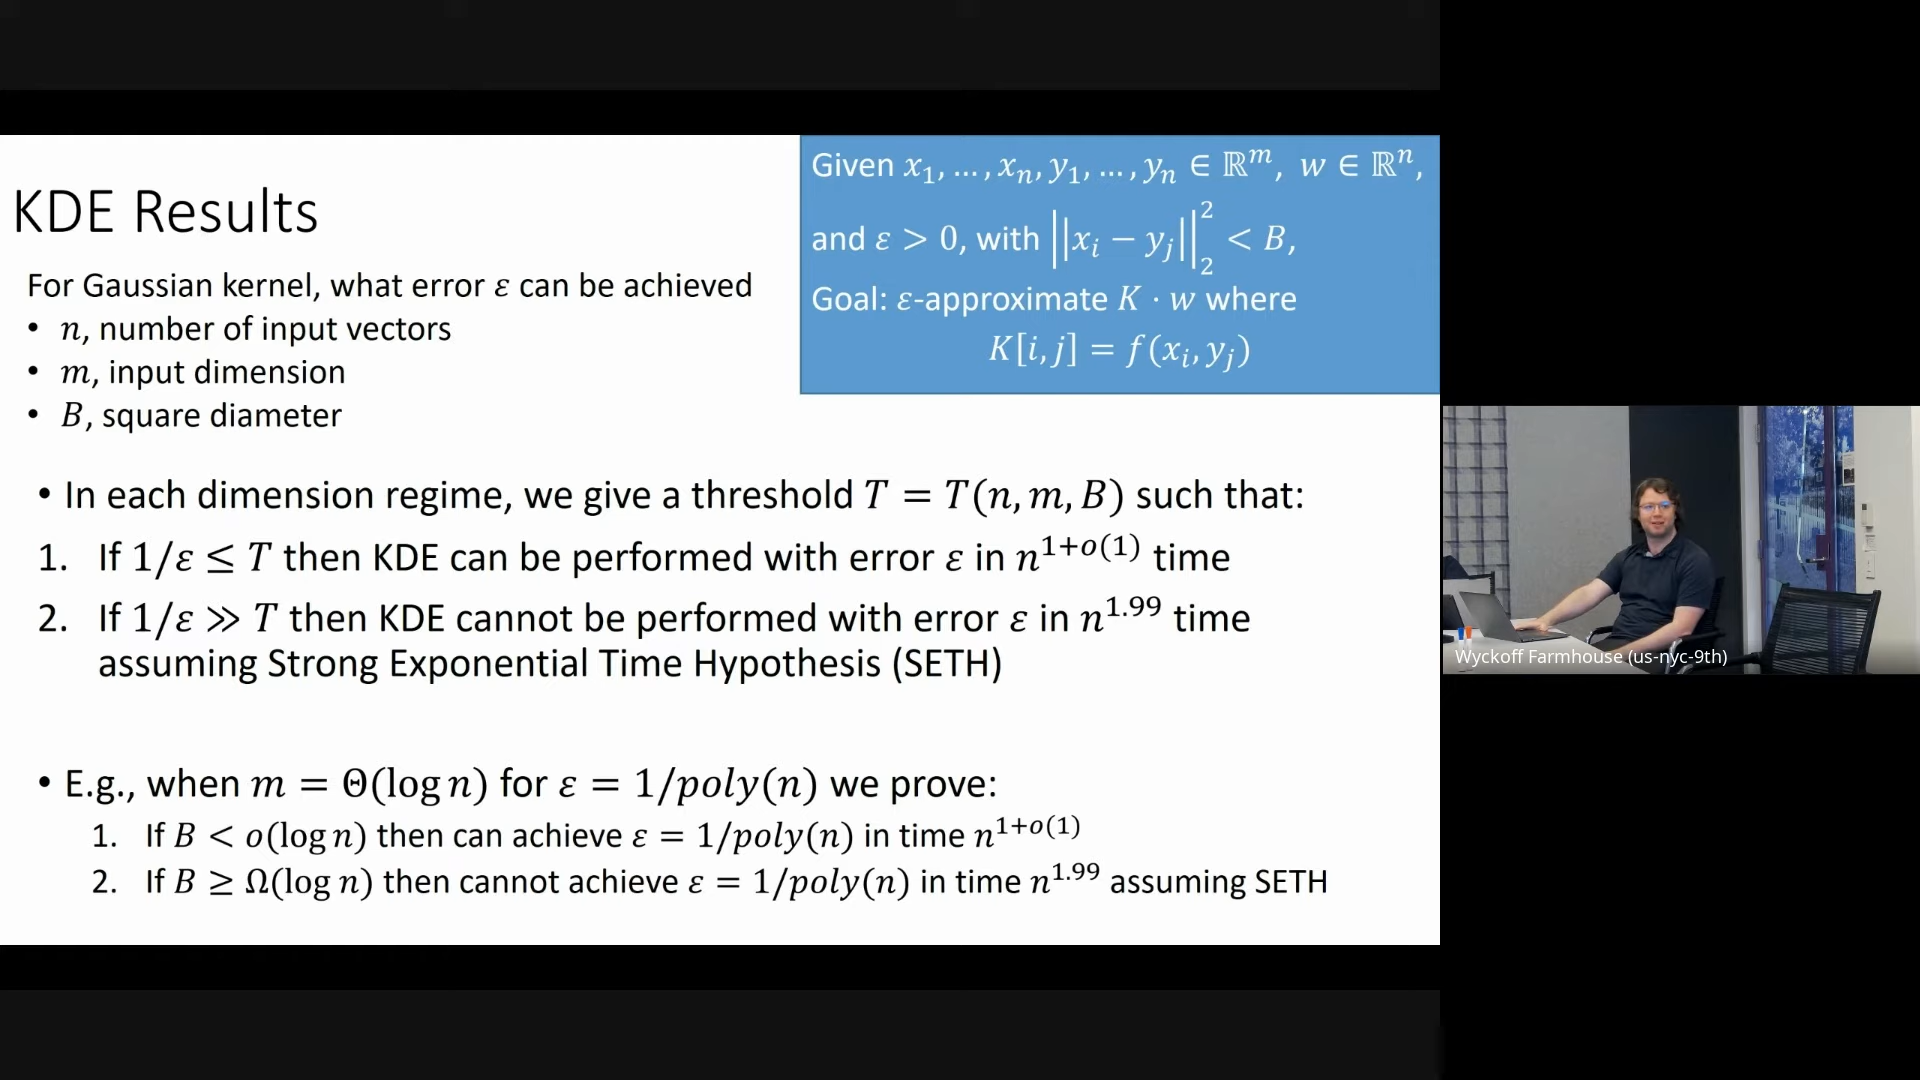 KDE Results
For Gaussian kernel, what error ε can be achieved
• n, number of input vectors
• m, input dimension
• B, square diameter
Given x₁, …, xₙ, y₁, …, yₙ ∈ ℝᵐ, w ∈ ℝⁿ,
and ε > 0, with ||xᵢ − yⱼ||₂² < B,
Goal: ε-approximate K · w where
K[i, j] = f(xᵢ, yⱼ)
• In each dimension regime, we give a threshold T = T(n, m, B) such that:
1. If 1/ε ≤ T then KDE can be performed with error ε in n^{1+o(1)} time
2. If 1/ε ≫ T then KDE cannot be performed with error ε in n^{1.99} time
assuming Strong Exponential Time Hypothesis (SETH)
• E.g., when m = Θ(log n) for ε = 1/poly(n) we prove:
1. If B < o(log n) then can achieve ε = 1/poly(n) in time n^{1+o(1)}
2. If B ≥ Ω(log n) then cannot achieve ε = 1/poly(n) in time n^{1.99} assuming SETH
Wyckoff Farmhouse (us-nyc-9th)